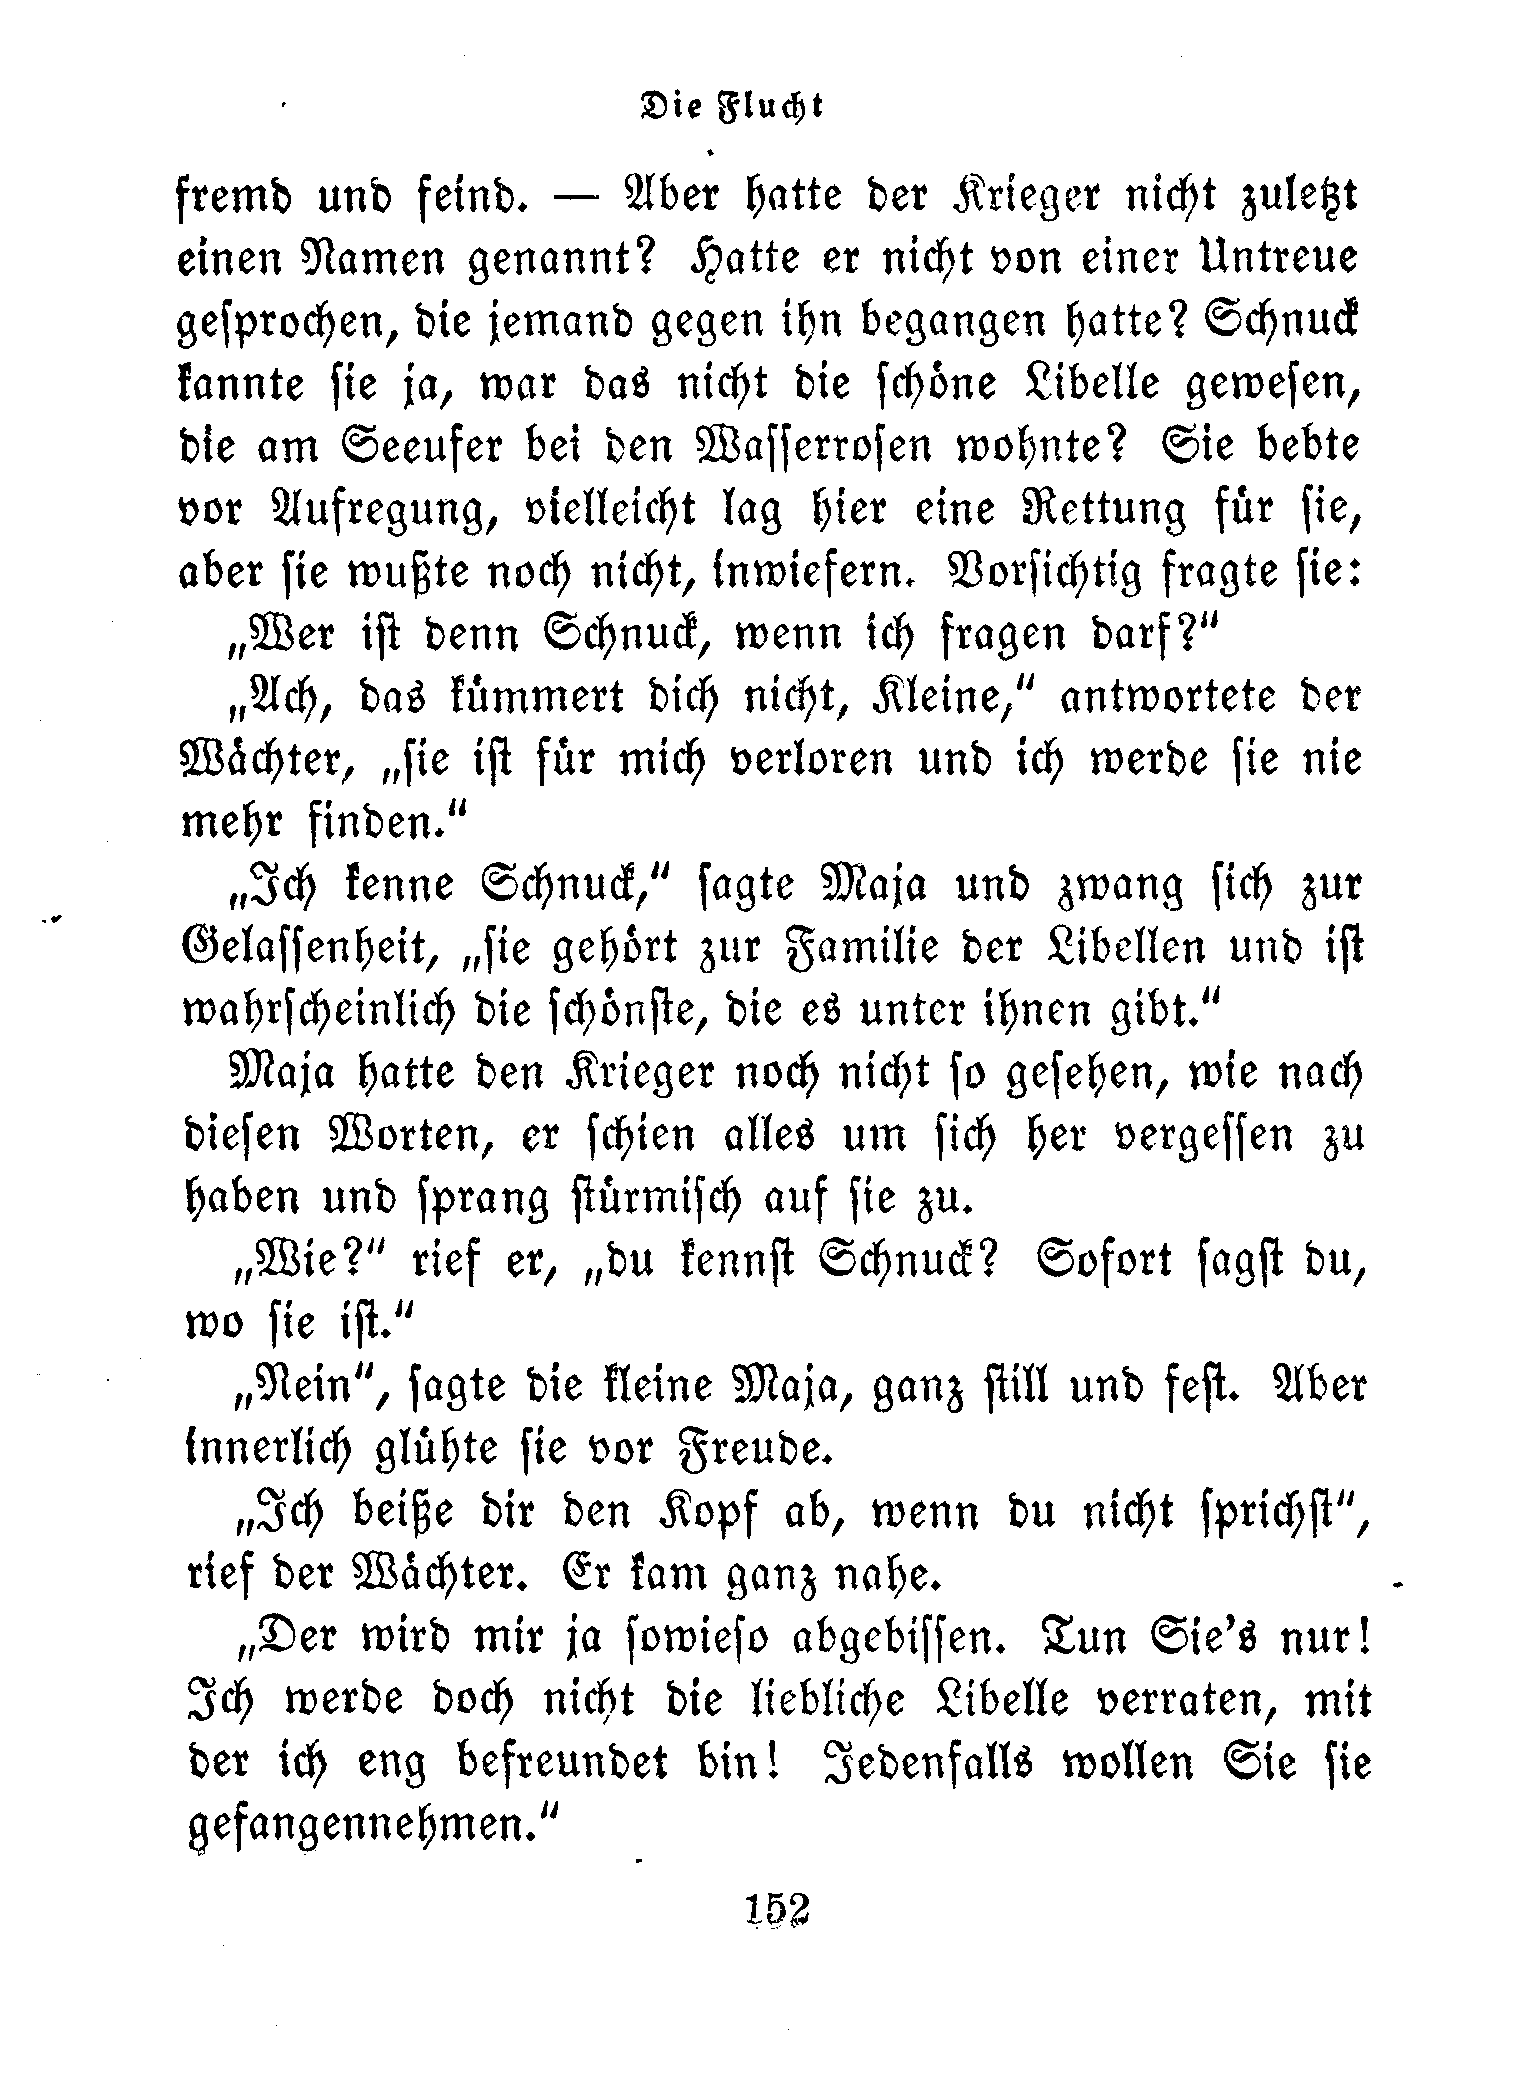 Die Flucht
fremd und feind. — Aber hatte der Krieger nicht zuletzt
einen Namen genannt? Hatte er nicht von einer Untreue
gesprochen, die jemand gegen ihn begangen hatte? Schnuck
kannte sie ja, war das nicht die schöne Libelle gewesen,
die am Seeufer bei den Wasserrosen wohnte? Sie bebte
vor Aufregung, vielleicht lag hier eine Rettung für sie,
aber sie wußte noch nicht, inwiefern. Vorsichtig fragte sie:
„Wer ist denn Schnuck, wenn ich fragen darf?“
„Ach, das kümmert dich nicht, Kleine,“ antwortete der
Wächter, „sie ist für mich verloren und ich werde sie nie
mehr finden.“
„Ich kenne Schnuck,“ sagte Maja und zwang sich zur
Gelassenheit, „sie gehört zur Familie der Libellen und ist
wahrscheinlich die schönste, die es unter ihnen gibt.“
Maja hatte den Krieger noch nicht so gesehen, wie nach
diesen Worten, er schien alles um sich her vergessen zu
haben und sprang stürmisch auf sie zu.
„Wie?“ rief er, „du kennst Schnuck? Sofort sagst du,
wo sie ist.“
„Nein“, sagte die kleine Maja, ganz still und fest. Aber
innerlich glühte sie vor Freude.
„Ich beiße dir den Kopf ab, wenn du nicht sprichst“,
rief der Wächter. Er kam ganz nahe.
„Der wird mir ja sowieso abgebissen. Tun Sie's nur!
Ich werde doch nicht die liebliche Libelle verraten, mit
der ich eng befreundet bin! Jedenfalls wollen Sie sie
gefangennehmen.“
152